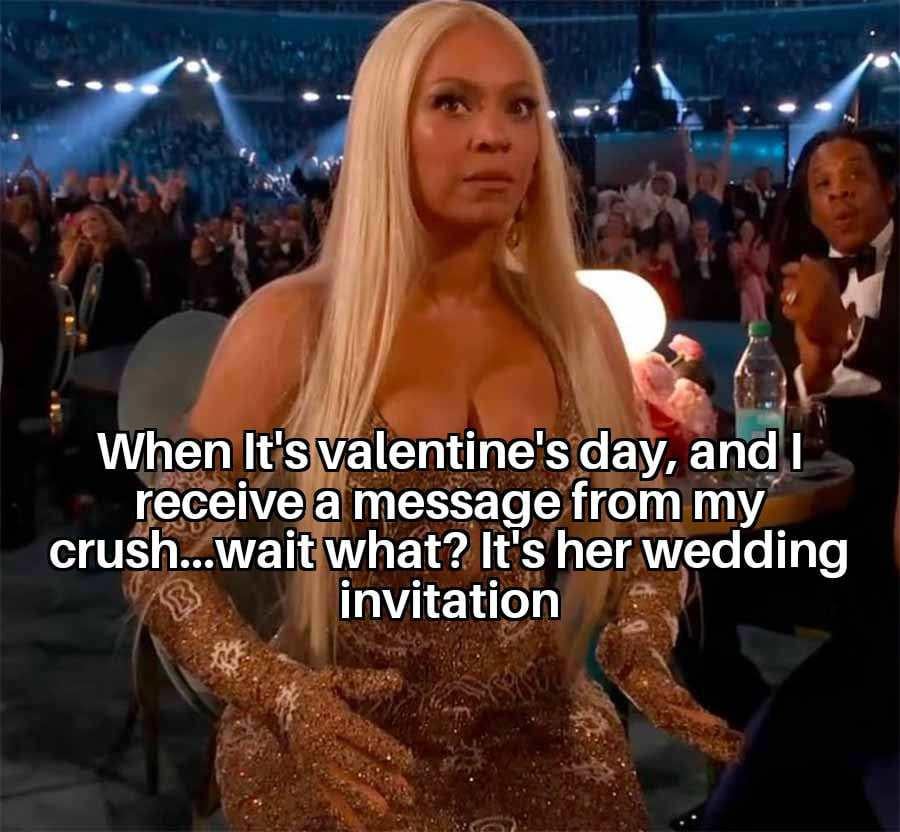 When It's valentine's day, and I
receive a message from my
crush...wait what? It's her wedding
invitation